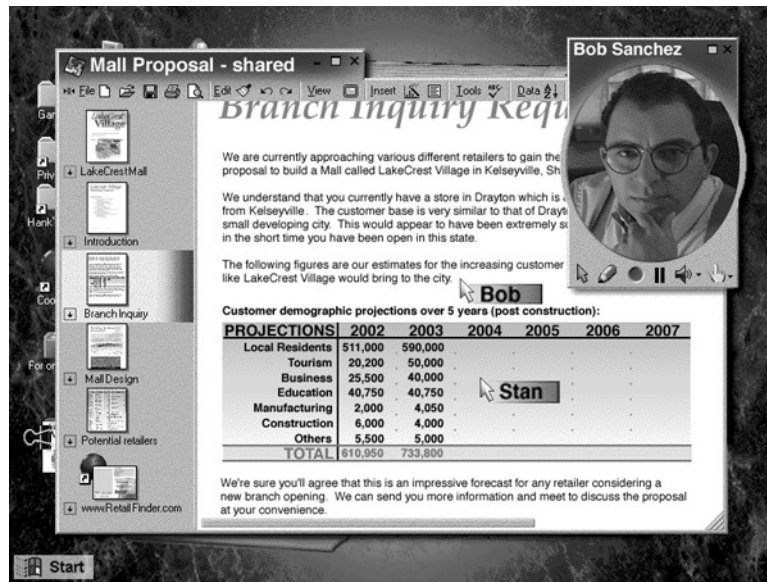 Mall Proposal - shared
Bob Sanchez
File Edit View Insert Tools Data
Branch Inquiry Requ
LakeCrest Village
LakeCrestMall
Introduction
Branch Inquiry
Mall Design
Potential retailers
www.RetailFinder.com
Gar
Priv
Hank'
Coo
For or
We are currently approaching various different retailers to gain the
proposal to build a Mall called LakeCrest Village in Kelseyville, Sh
We understand that you currently have a store in Drayton which is
from Kelseyville. The customer base is very similar to that of Drayt
small developing city. This would appear to have been extremely su
in the short time you have been open in this state.
The following figures are our estimates for the increasing customer
like LakeCrest Village would bring to the city.
Bob
Customer demographic projections over 5 years (post construction):
PROJECTIONS 2002 2003 2004 2005 2006 2007
Local Residents 511,000 590,000
Tourism 20,200 50,000
Business 25,500 40,000
Education 40,750 40,750
Stan
Manufacturing 2,000 4,050
Construction 6,000 4,000
Others 5,500 5,000
TOTAL 610,950 733,800
We're sure you'll agree that this is an impressive forecast for any retailer considering a
new branch opening. We can send you more information and meet to discuss the proposal
at your convenience.
Start